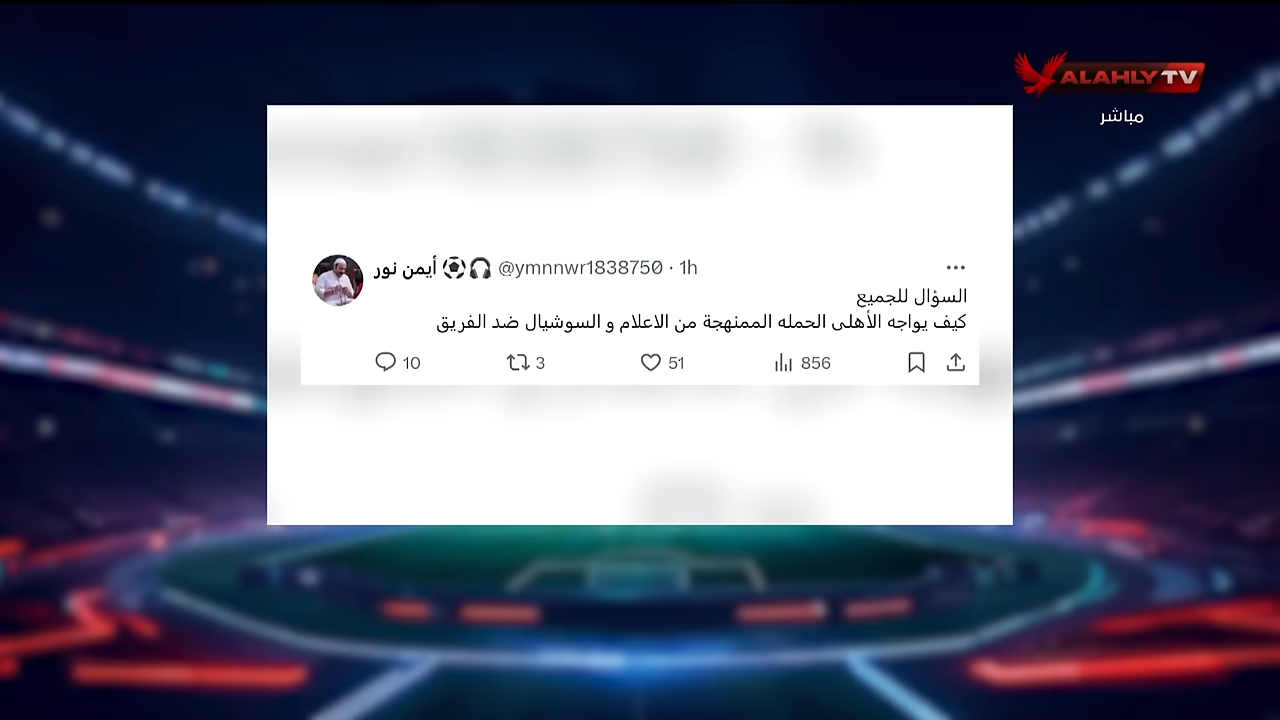 ALAHLY TV
مباشر
أيمن نور ⚽🎧 @ymnnwr1838750 · 1h
السؤال للجميع
كيف يواجه الأهلى الحمله الممنهجة من الاعلام و السوشيال ضد الفريق
10 3 51 856